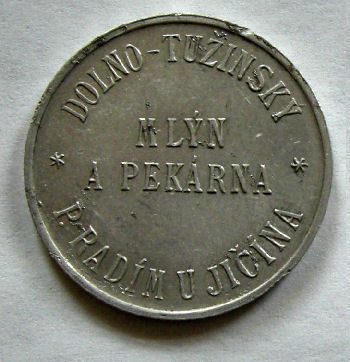 DOLNO-TUŽINSKÝ
MLÝN
A PEKÁRNA
P. RADÍM U JIČÍNA